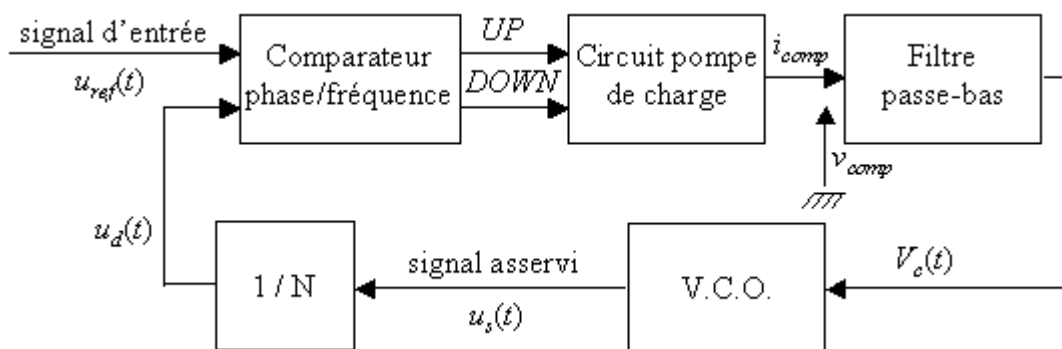 signal d'entrée
u_ref(t)
Comparateur
phase/fréquence
UP
DOWN
Circuit pompe
de charge
i_comp
v_comp
Filtre
passe-bas
u_d(t)
1 / N
signal asservi
u_s(t)
V.C.O.
V_c(t)